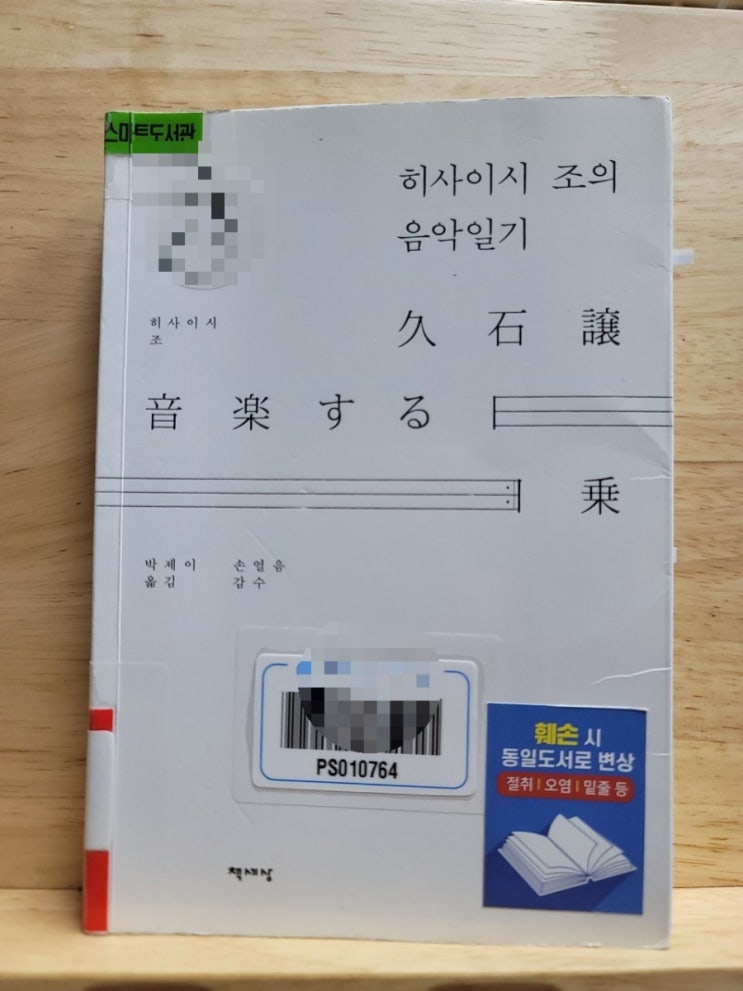 스마트도서관
히사이시 조의
음악일기
히사이시
조
久石譲
音楽する
乗
박제이
옮김
손열음
감수
PS010764
훼손 시
동일도서로 변상
절취 | 오염 | 밑줄 등
책세상